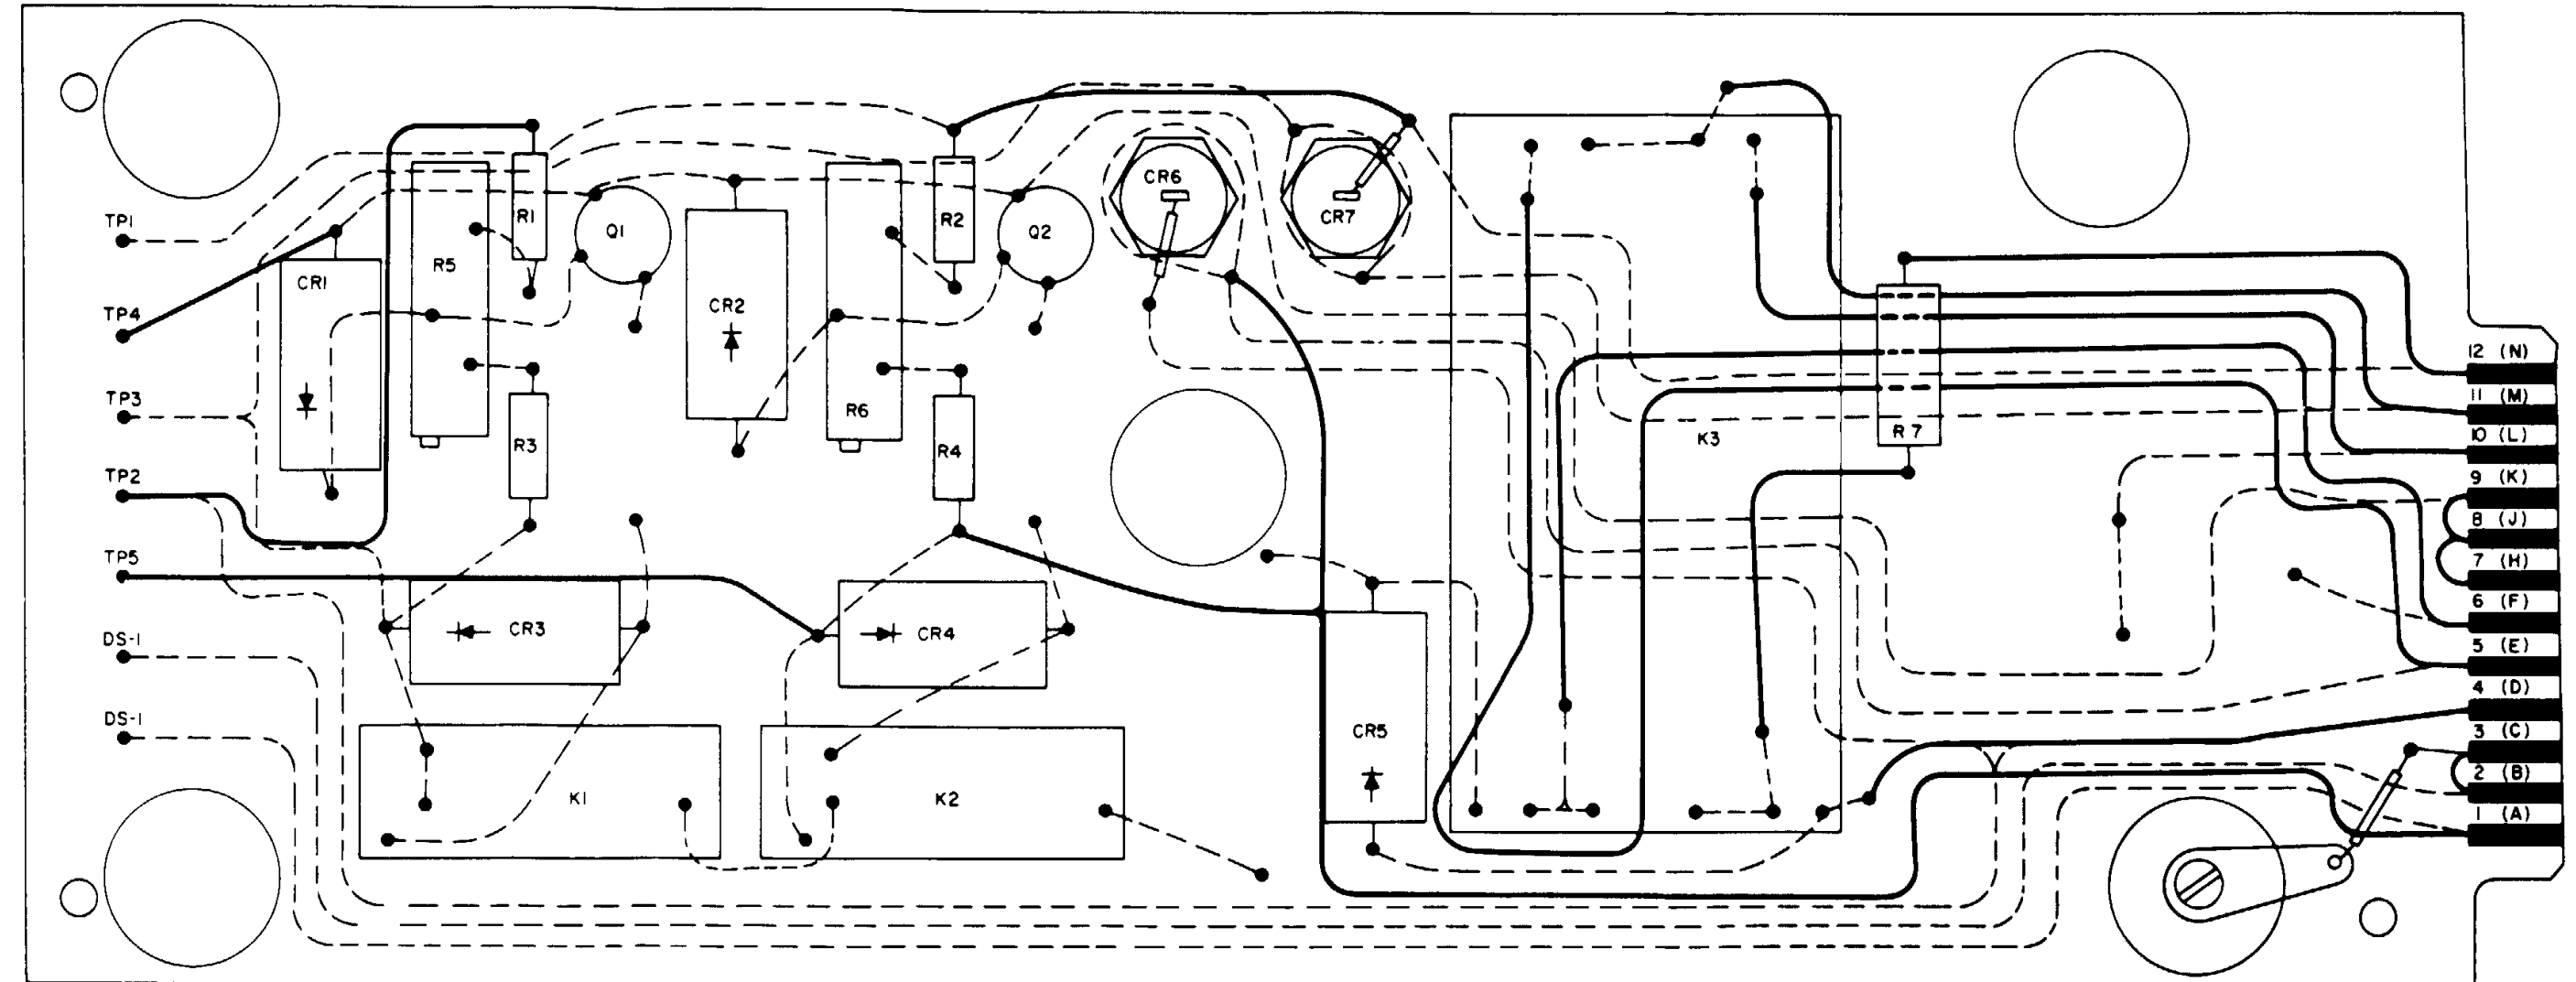 TP1
TP4
TP3
TP2
TP5
DS-1
DS-1
CR1
R5
R1
Q1
R3
CR2
R6
R2
Q2
R4
CR3
CR4
K1
K2
CR6
CR7
CR5
K3
R7
12 (N)
11 (M)
10 (L)
9 (K)
8 (J)
7 (H)
6 (F)
5 (E)
4 (D)
3 (C)
2 (B)
1 (A)